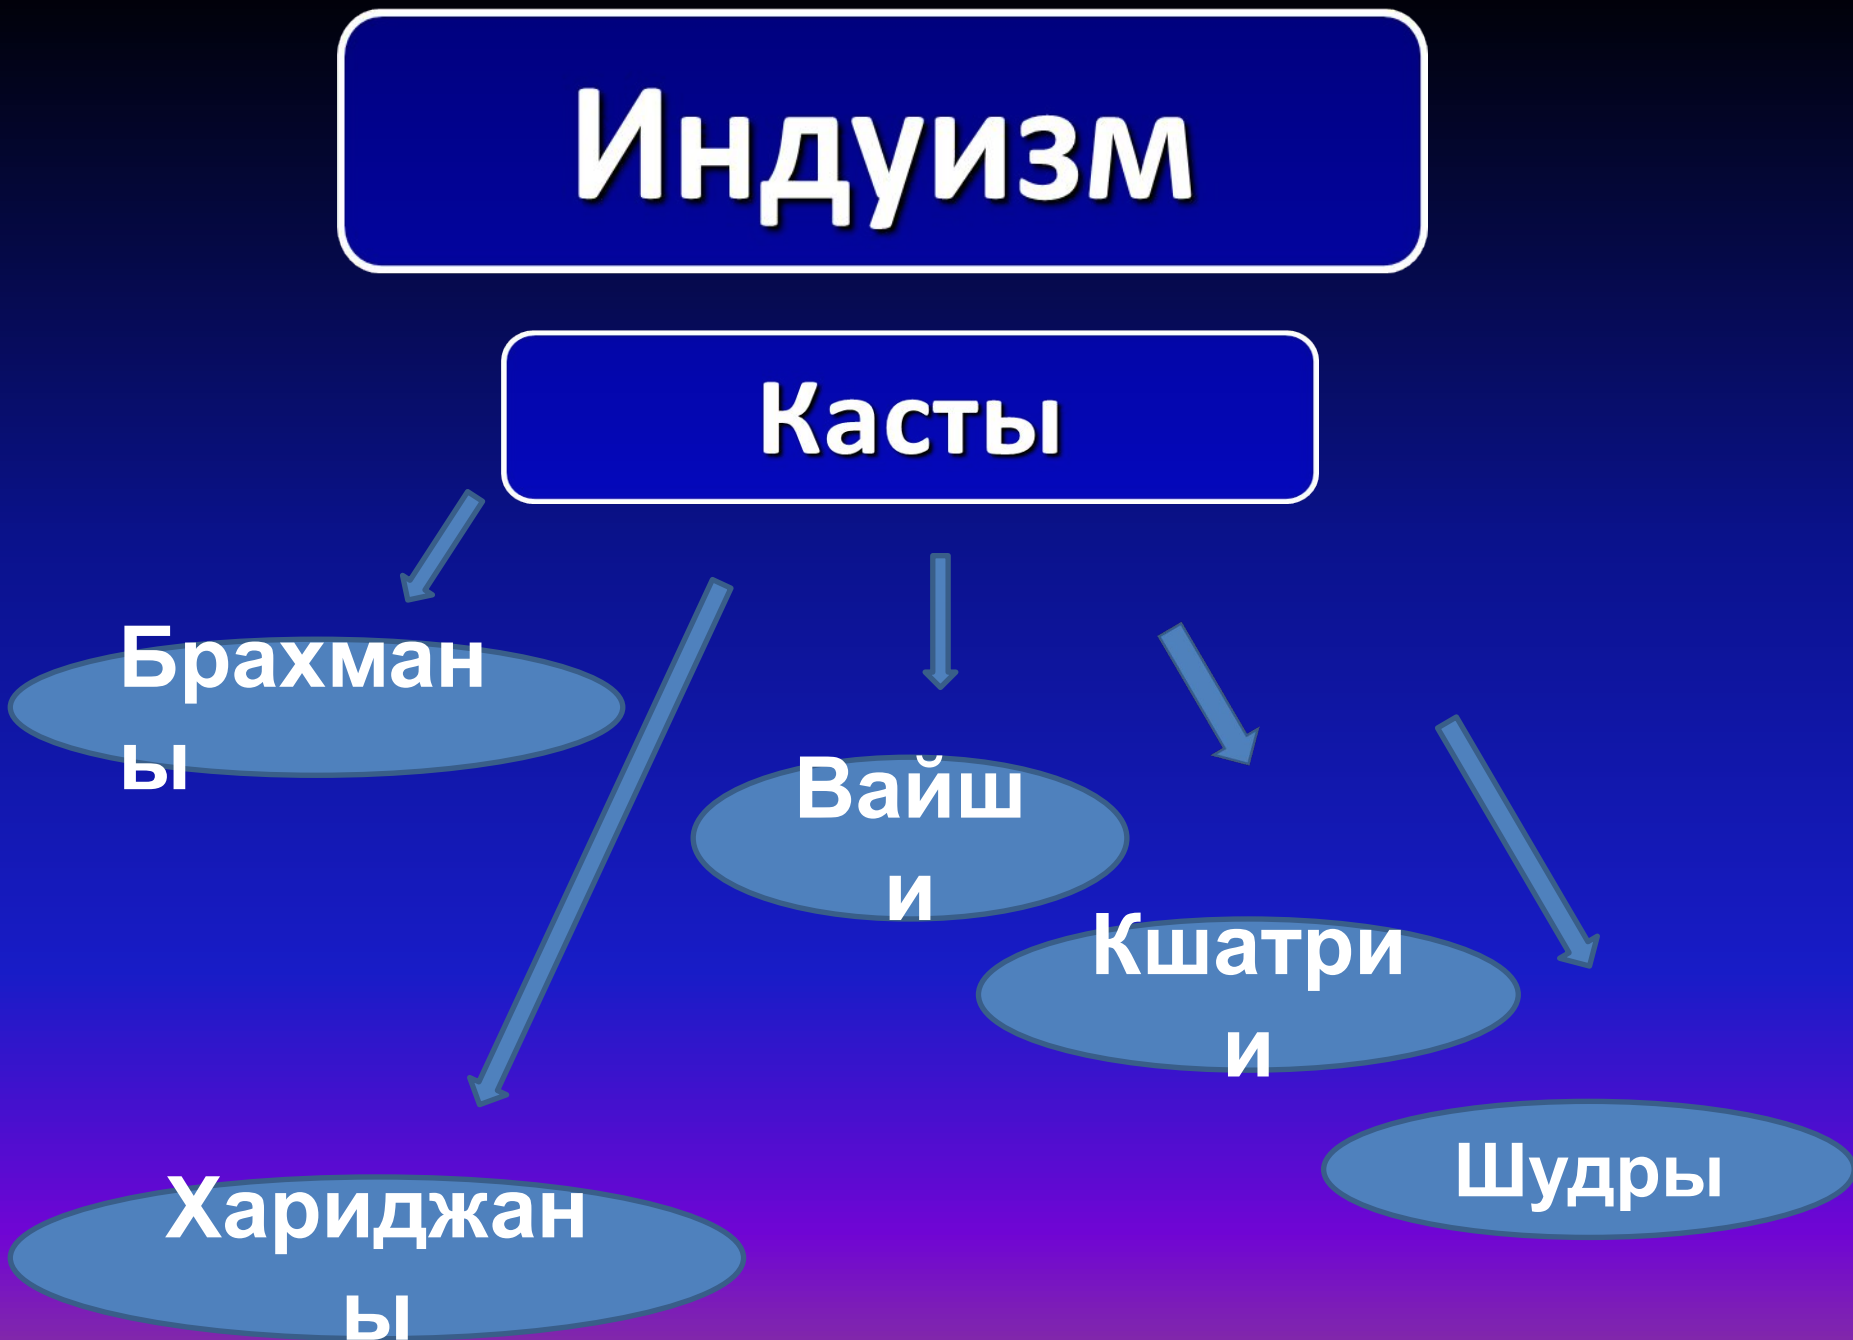 Индуизм
Касты
Брахман
ы
Вайш
и
Кшатри
и
Шудры
Хариджан
ы